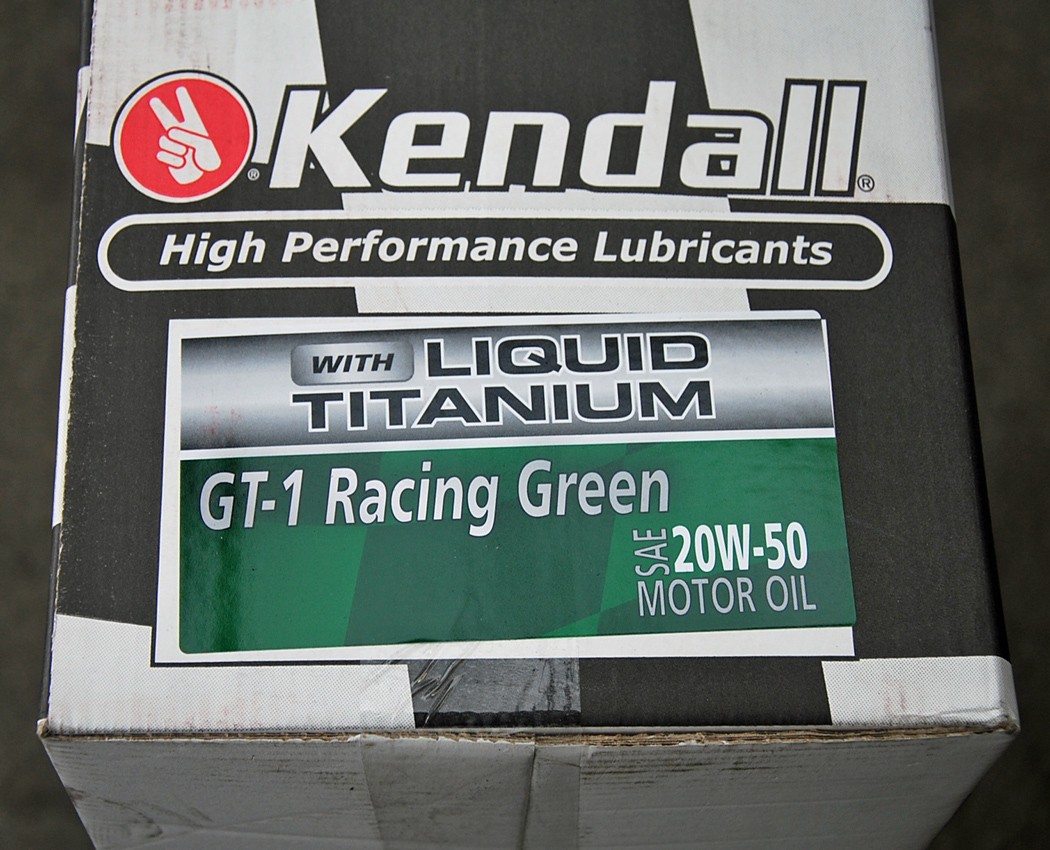 Kendall®
High Performance Lubricants
WITH LIQUID
TITANIUM
GT-1 Racing Green
SAE 20W-50
MOTOR OIL